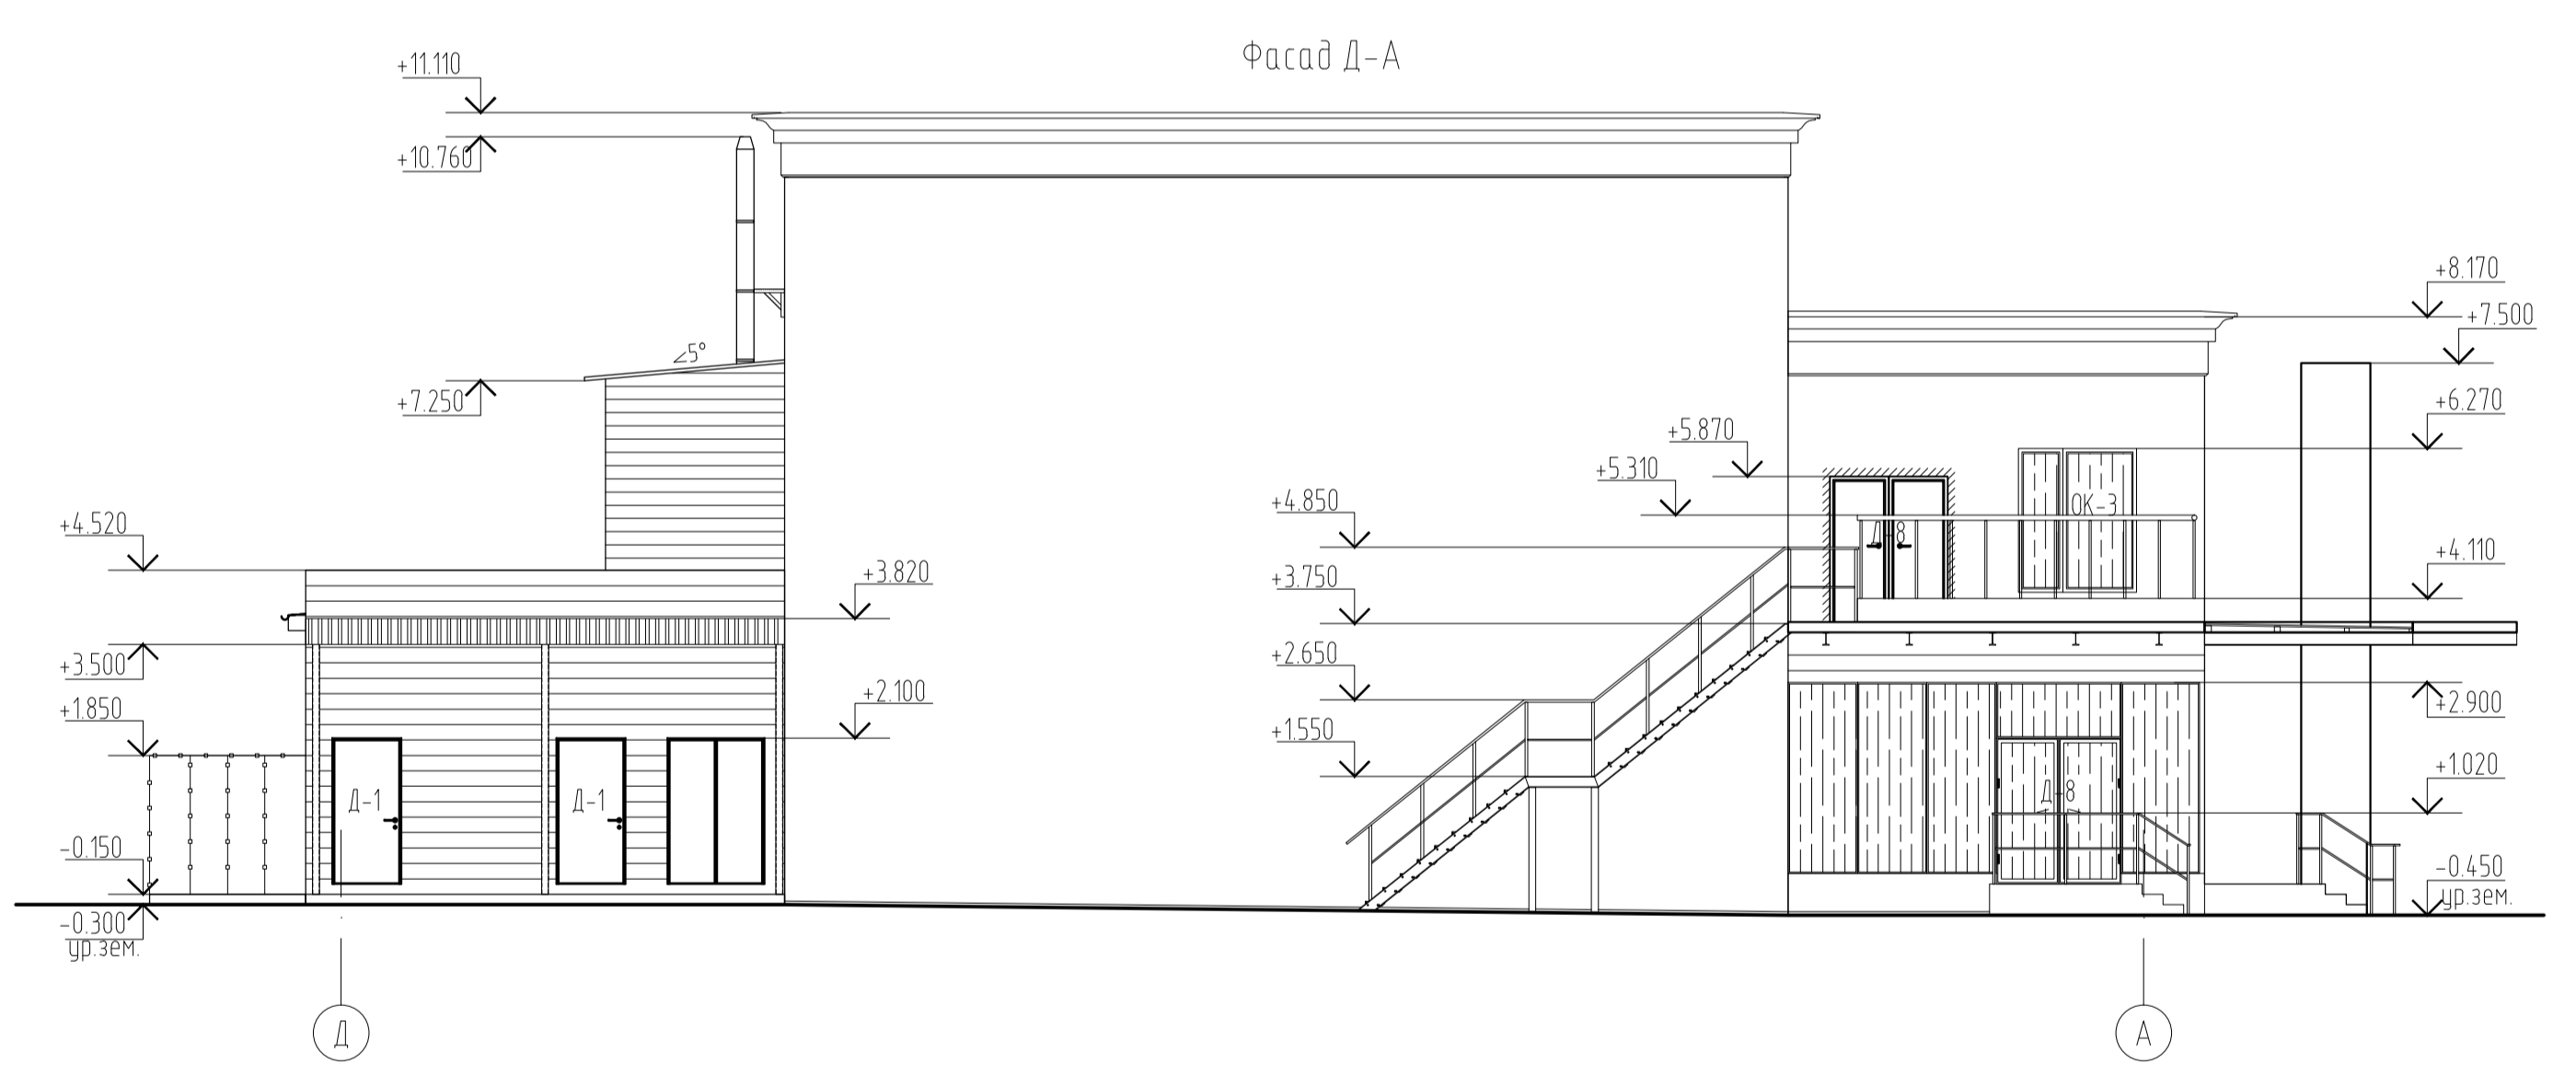 Фасад Д-А
+11.110
+10.760
∠5°
+7.250
+4.520
+3.820
+3.500
+2.100
+1.850
Д-1
Д-1
-0.150
-0.300
ур.зем.
+8.170
+7.500
+6.270
+5.870
+5.310
+4.850
ОК-3
Д-8
+4.110
+3.750
+2.650
+2.900
+1.550
+1.020
Д-8
-0.450
ур.зем.
Д
А